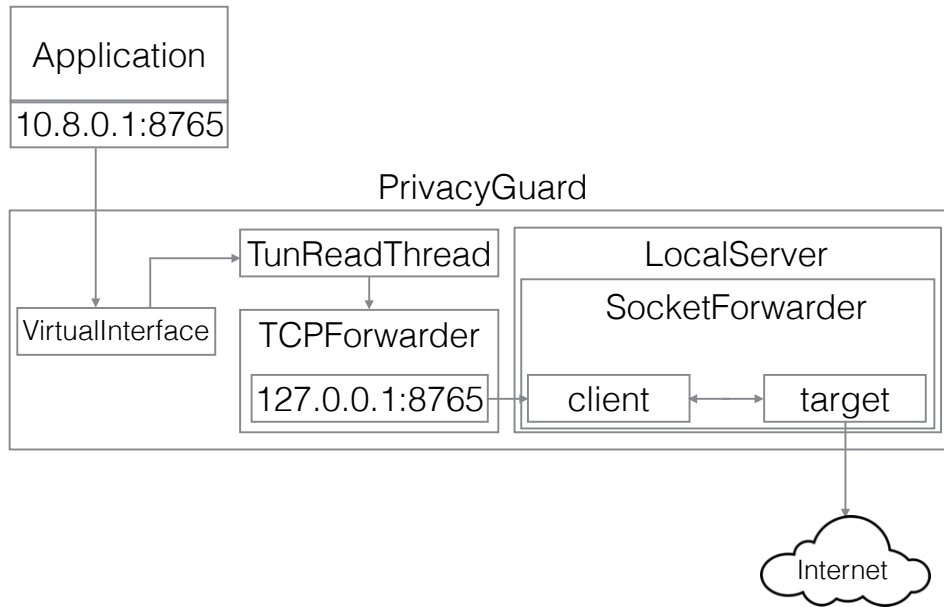 Application
10.8.0.1:8765
PrivacyGuard
VirtualInterface
TunReadThread
TCPForwarder
127.0.0.1:8765
LocalServer
SocketForwarder
client
target
Internet